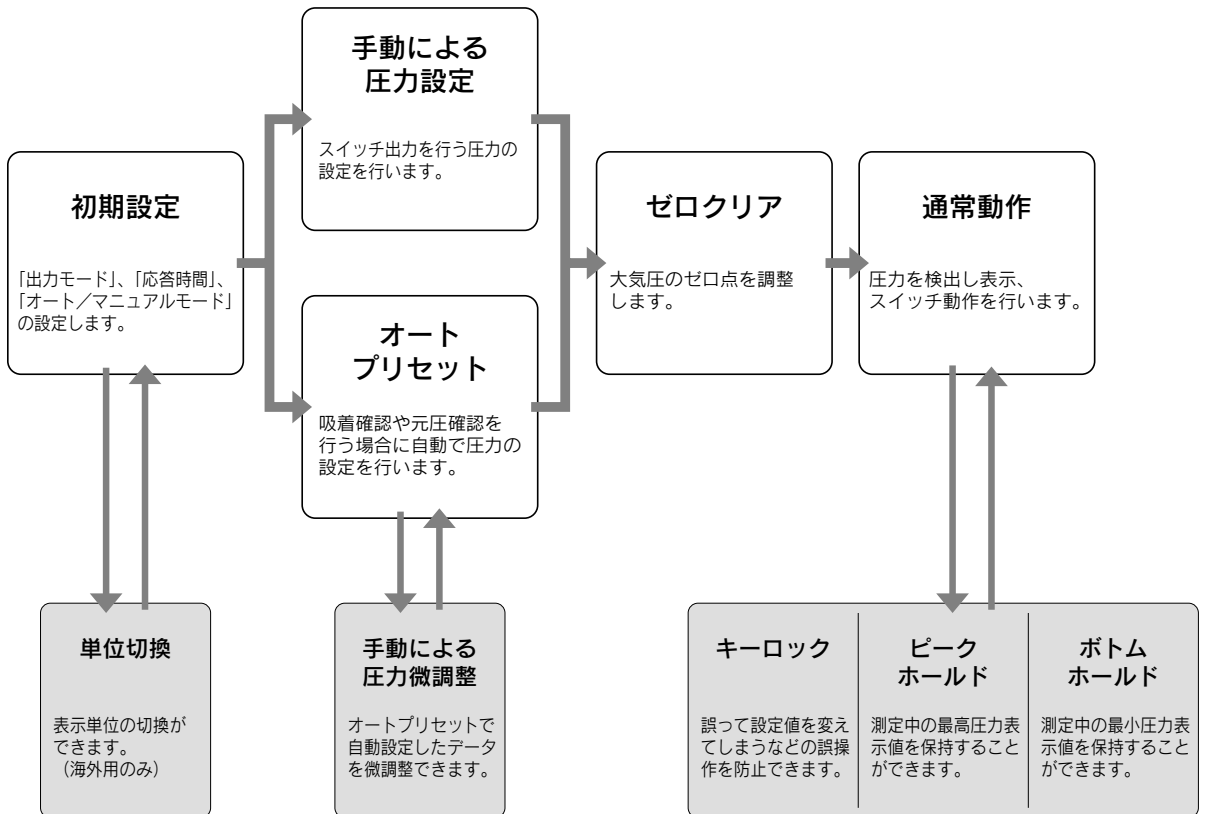 初期設定
「出力モード」、「応答時間」、
「オート／マニュアルモード」
の設定します。
手動による
圧力設定
スイッチ出力を行う圧力の
設定を行います。
オート
プリセット
吸着確認や元圧確認を
行う場合に自動で圧力の
設定を行います。
ゼロクリア
大気圧のゼロ点を調整
します。
通常動作
圧力を検出し表示、
スイッチ動作を行います。
単位切換
表示単位の切換が
できます。
（海外用のみ）
手動による
圧力微調整
オートプリセットで
自動設定したデータ
を微調整できます。
キーロック
誤って設定値を変え
てしまうなどの誤操
作を防止できます。
ピーク
ホールド
測定中の最高圧力表
示値を保持すること
ができます。
ボトム
ホールド
測定中の最小圧力表
示値を保持すること
ができます。